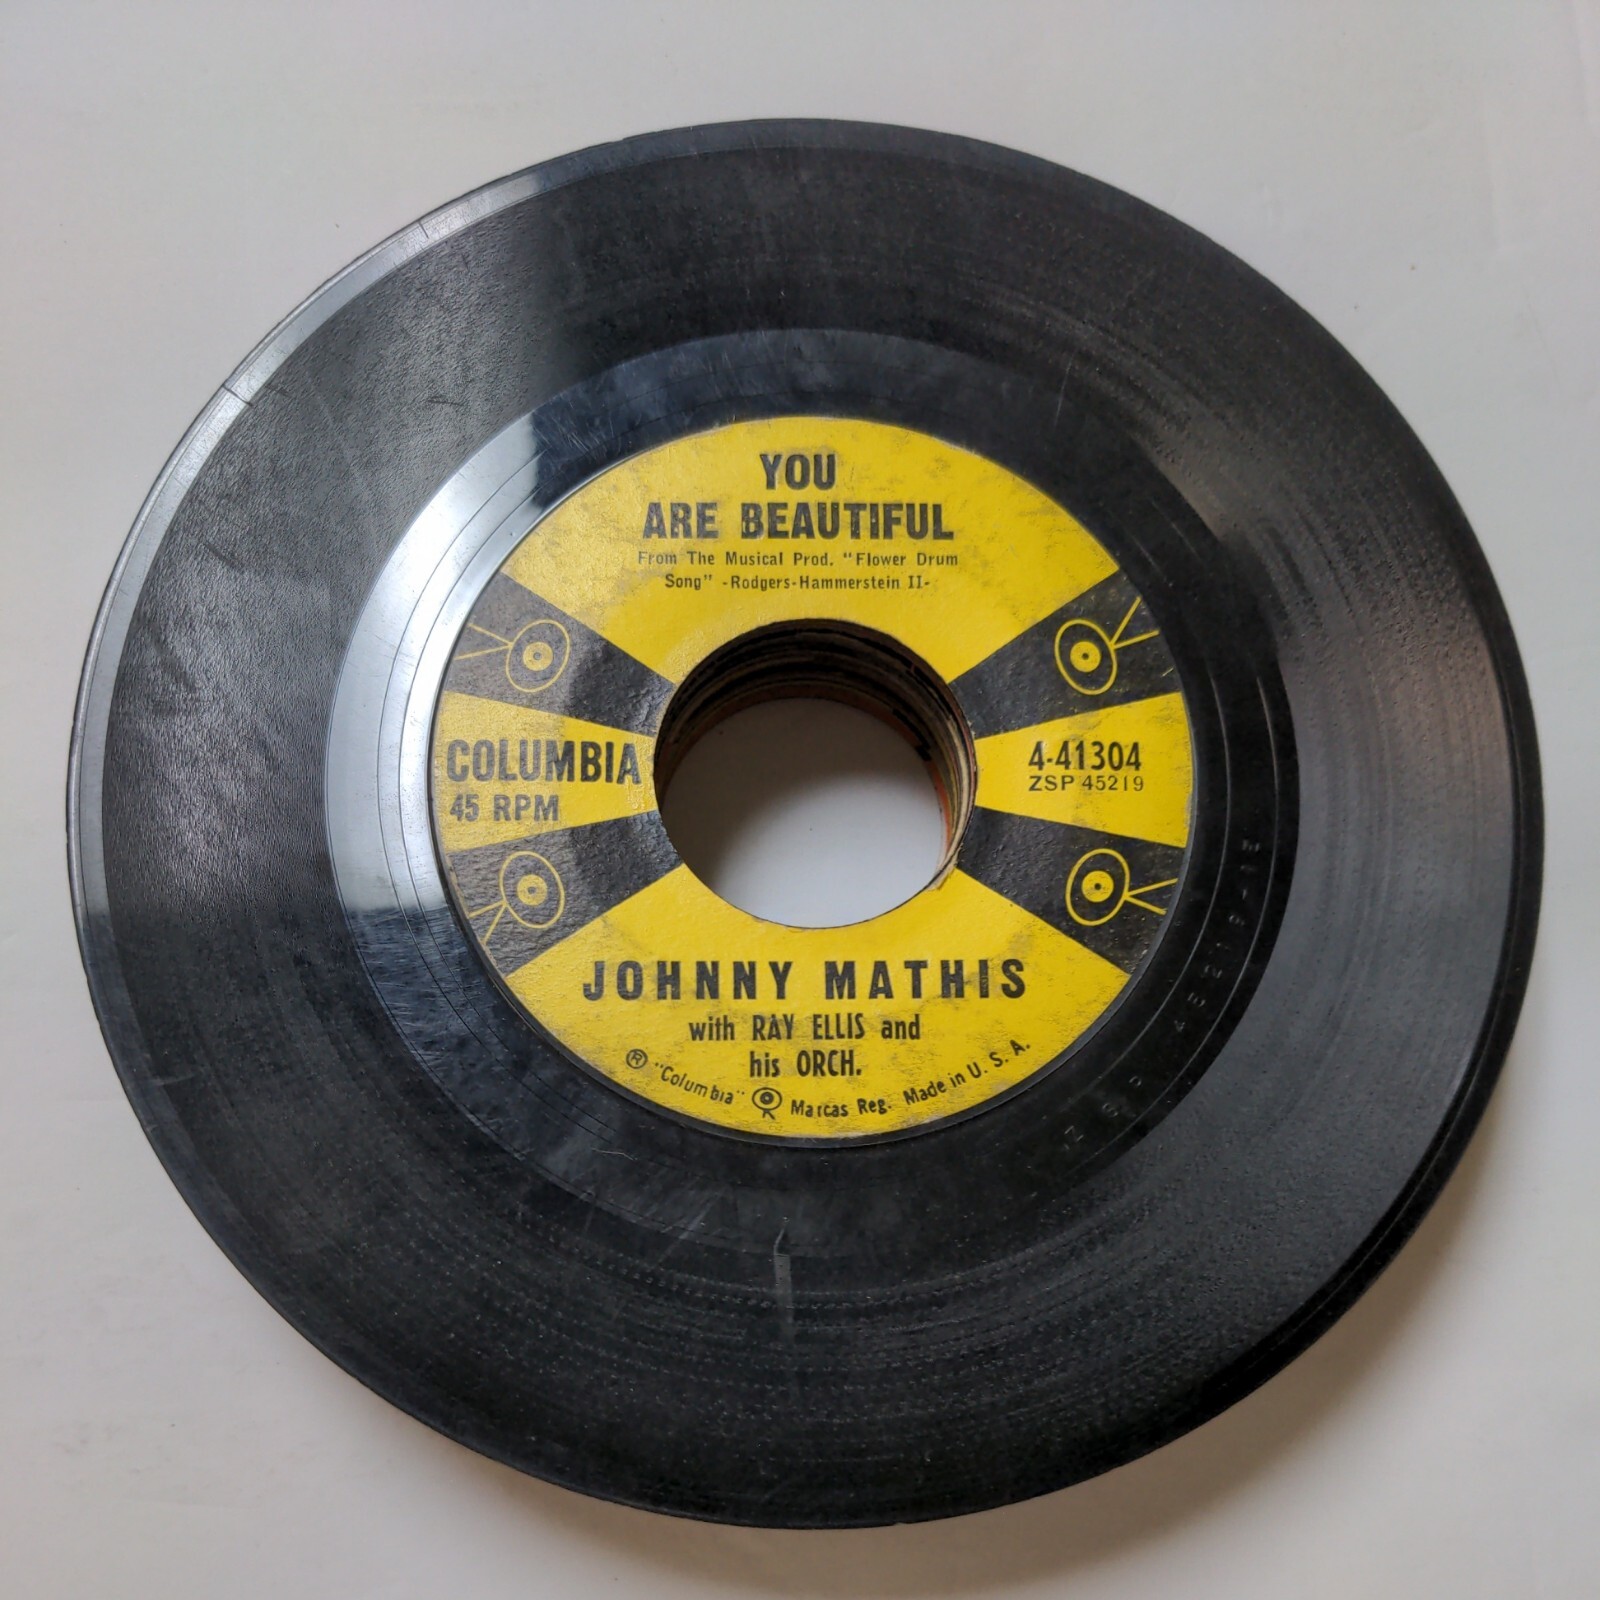 YOU
ARE BEAUTIFUL
From The Musical Prod. "Flower Drum
Song" -Rodgers-Hammerstein II-
COLUMBIA
45 RPM
4-41304
ZSP 45219
JOHNNY MATHIS
with RAY ELLIS and
his ORCH.
® "Columbia" Marcas Reg. Made in U. S. A.